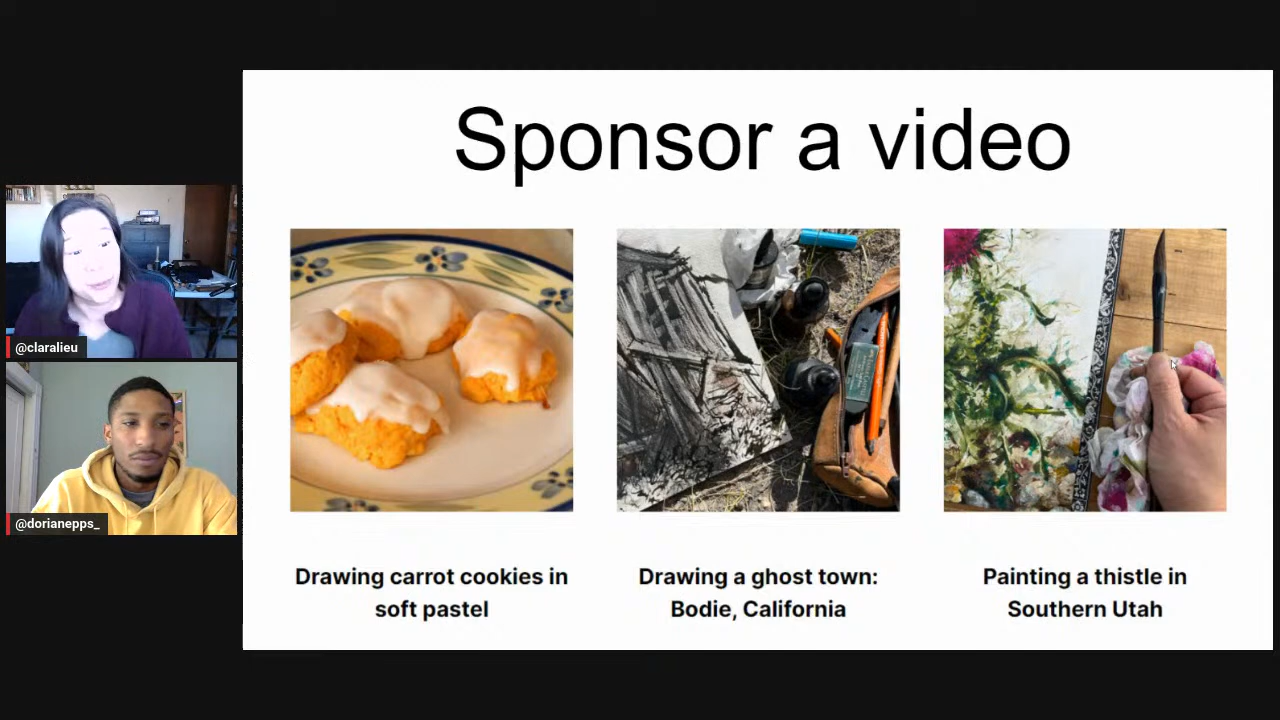 Sponsor a video
@claralieu
@dorianepps_
Drawing carrot cookies in
soft pastel
Drawing a ghost town:
Bodie, California
Painting a thistle in
Southern Utah